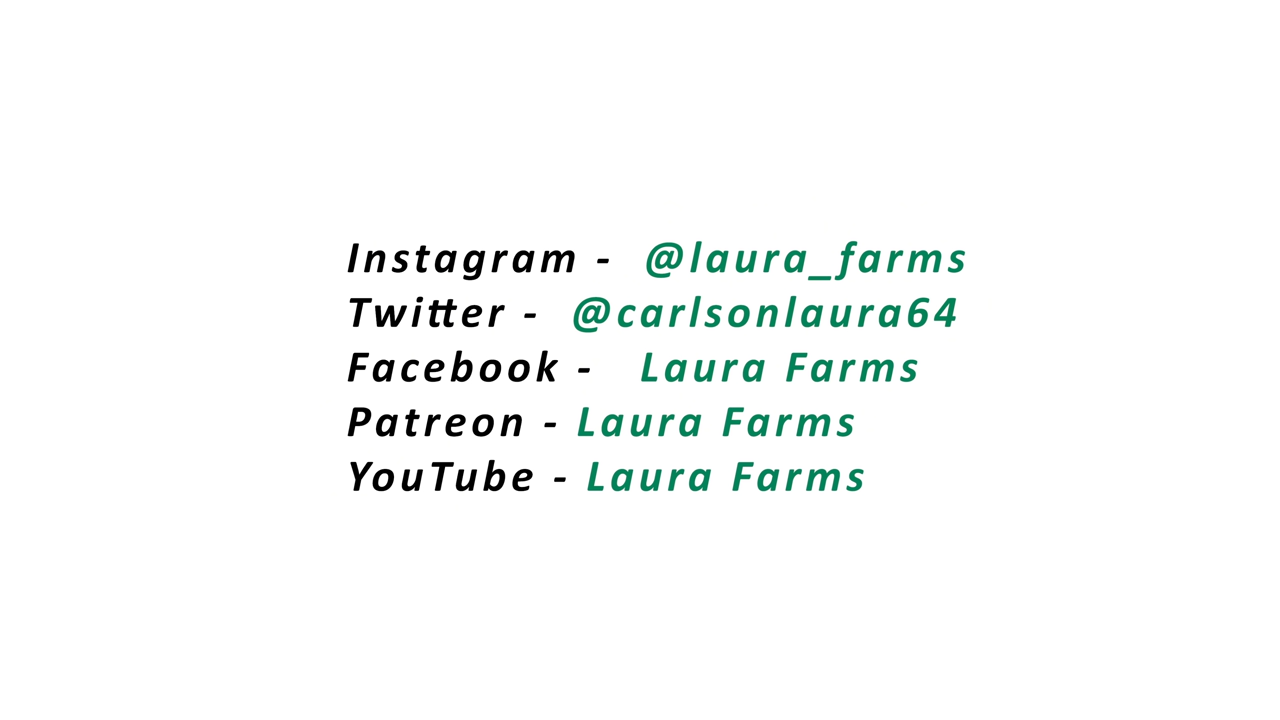 Instagram - @laura_farms
Twitter - @carlsonlaura64
Facebook - Laura Farms
Patreon - Laura Farms
YouTube - Laura Farms